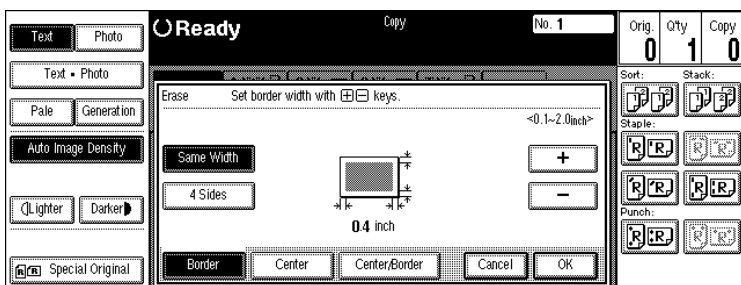 Text Photo
Text • Photo
Pale Generation
Auto Image Density
Lighter Darker
Special Original
Ready
Copy
No. 1
Orig. Q'ty Copy
0 1 0
Erase Set border width with + − keys.
<0.1~2.0inch>
Same Width
4 Sides
+
−
0.4 inch
Border Center Center/Border Cancel OK
Sort: Stack:
Staple:
Punch: